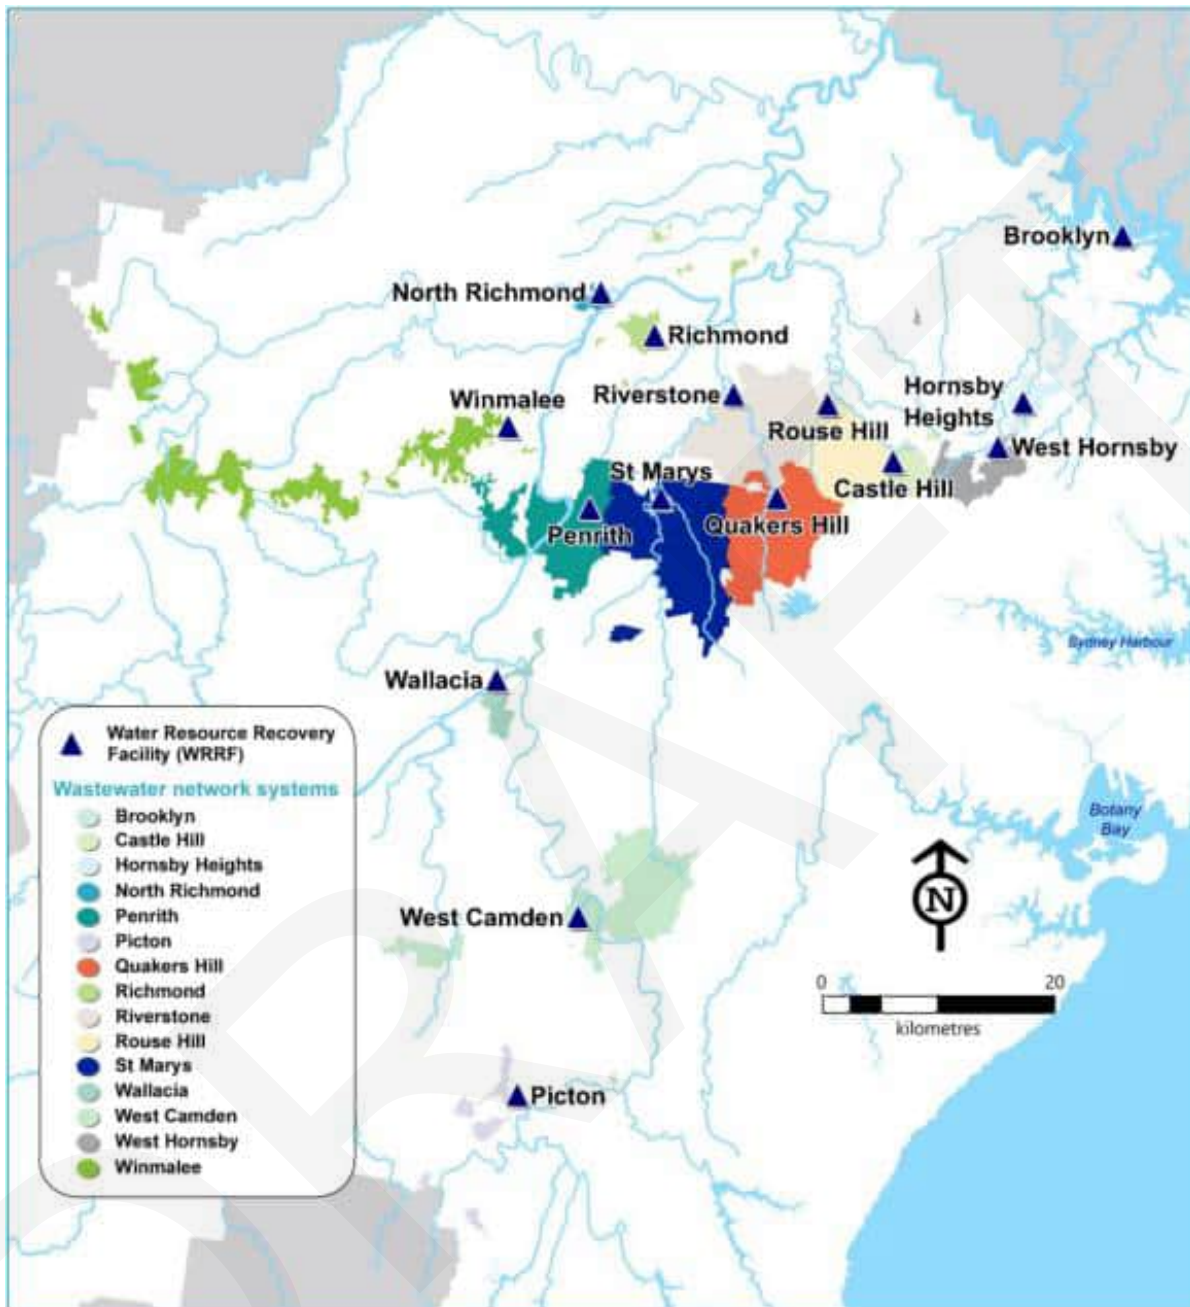 Brooklyn
North Richmond
Richmond
Riverstone
Hornsby
Heights
Winmalee
Rouse Hill
West Hornsby
St Marys
Castle Hill
Penrith
Quakers Hill
Sydney Harbour
Wallacia
Water Resource Recovery
Facility (WRRF)
Wastewater network systems
Brooklyn
Castle Hill
Hornsby Heights
North Richmond
Penrith
Picton
Quakers Hill
Richmond
Riverstone
Rouse Hill
St Marys
Wallacia
West Camden
West Hornsby
Winmalee
Botany
Bay
West Camden
N
0 20
kilometres
Picton
DRAFT